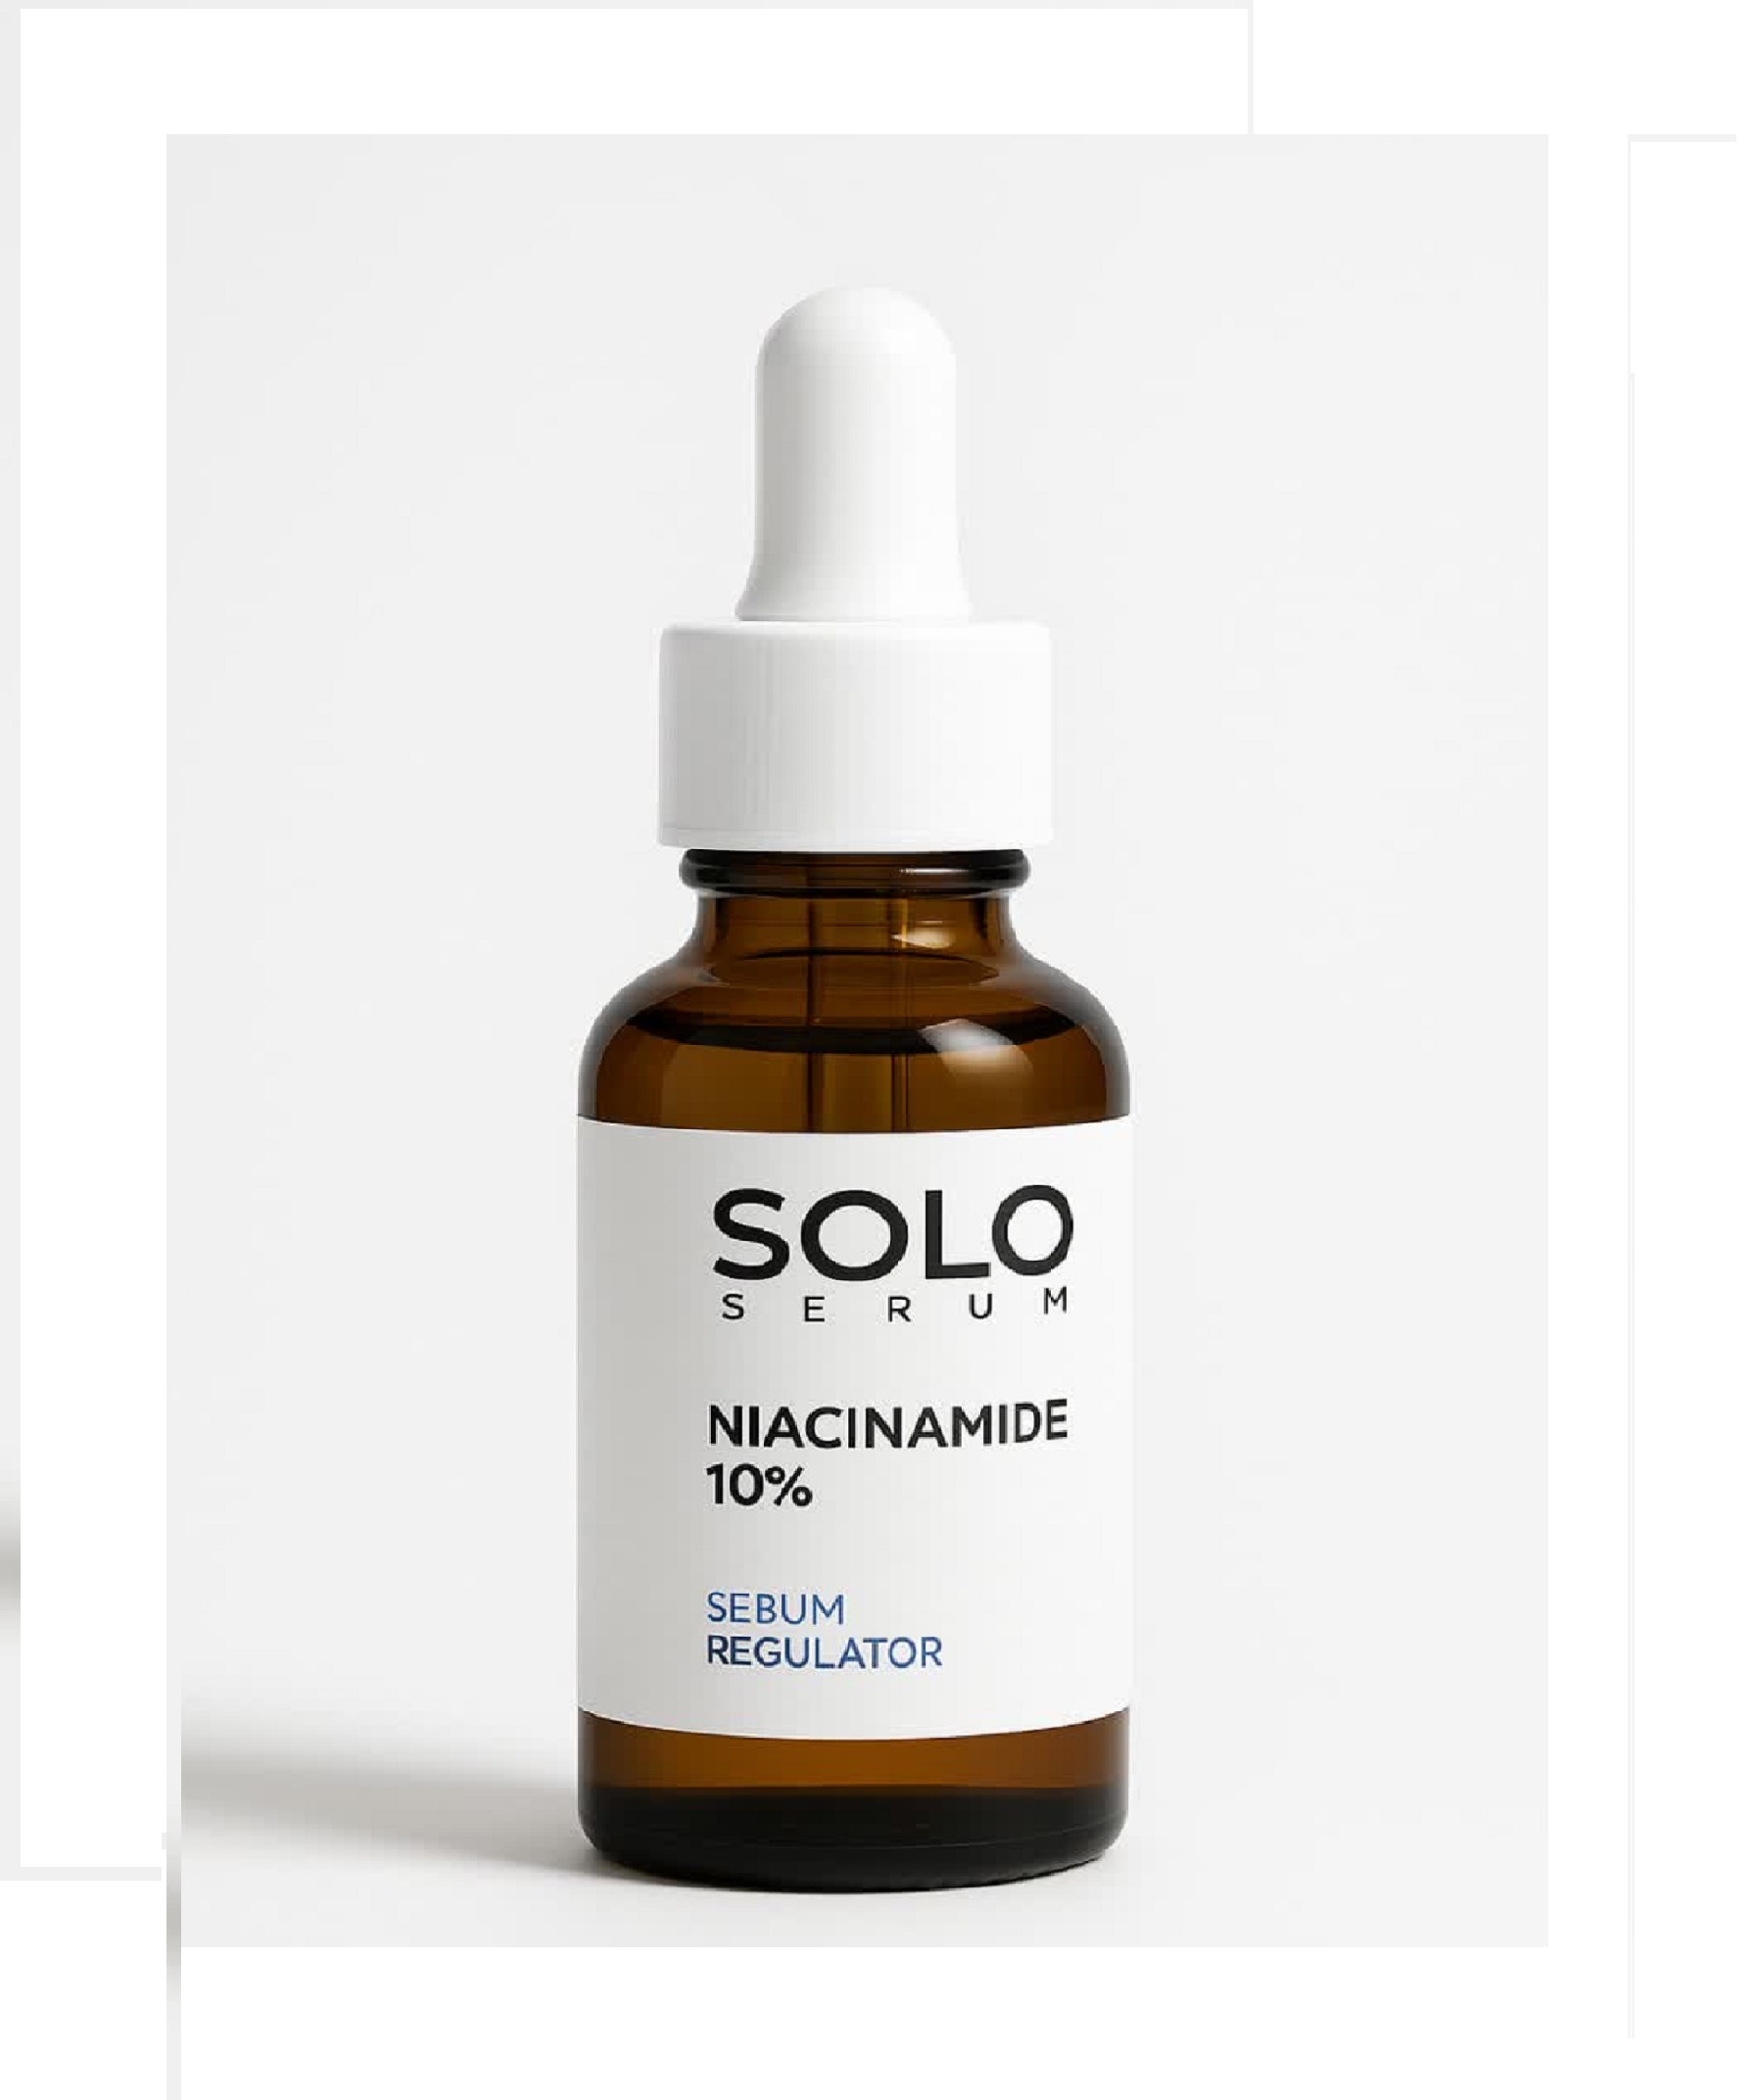 SOLO
SERUM
NIACINAMIDE
10%
SEBUM
REGULATOR